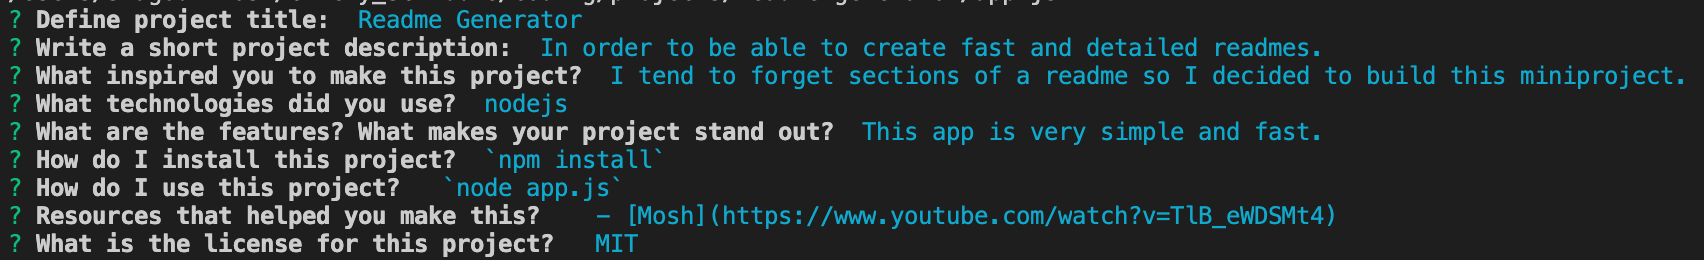 ? Define project title:  Readme Generator
? Write a short project description:  In order to be able to create fast and detailed readmes.
? What inspired you to make this project?  I tend to forget sections of a readme so I decided to build this miniproject.
? What technologies did you use?  nodejs
? What are the features? What makes your project stand out?  This app is very simple and fast.
? How do I install this project?  `npm install`
? How do I use this project?   `node app.js`
? Resources that helped you make this?    - [Mosh](https://www.youtube.com/watch?v=TlB_eWDSMt4)
? What is the license for this project?   MIT